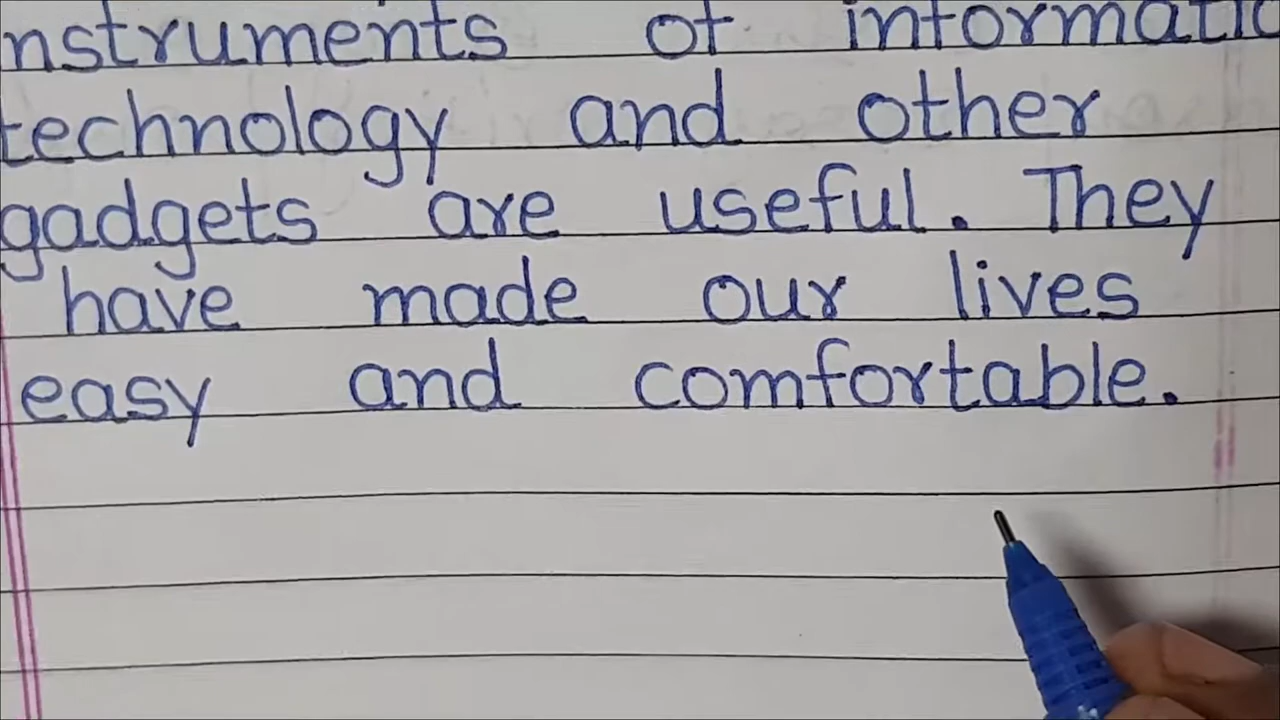 nstruments of informatio
technology and other
gadgets are useful. They
have made our lives
easy and comfortable.